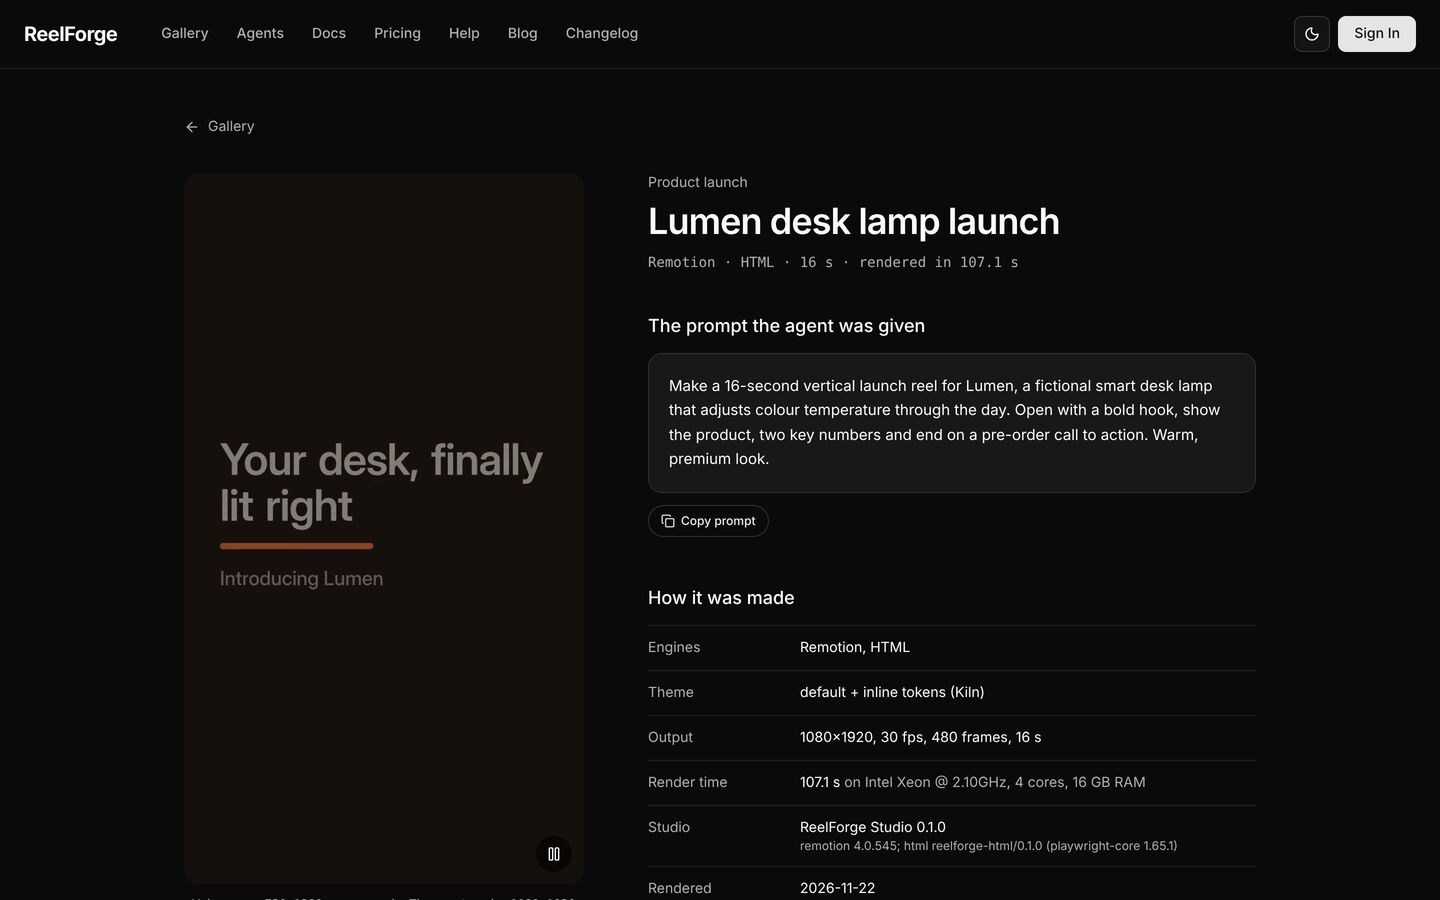 ReelForge
Gallery
Agents
Docs
Pricing
Help
Blog
Changelog
Sign In
Gallery
Your desk, finally
lit right
Introducing Lumen
Product launch
Lumen desk lamp launch
Remotion · HTML · 16 s · rendered in 107.1 s
The prompt the agent was given
Make a 16-second vertical launch reel for Lumen, a fictional smart desk lamp
that adjusts colour temperature through the day. Open with a bold hook, show
the product, two key numbers and end on a pre-order call to action. Warm,
premium look.
Copy prompt
How it was made
Engines Remotion, HTML
Theme default + inline tokens (Kiln)
Output 1080×1920, 30 fps, 480 frames, 16 s
Render time 107.1 s on Intel Xeon @ 2.10GHz, 4 cores, 16 GB RAM
Studio ReelForge Studio 0.1.0
remotion 4.0.545; html reelforge-html/0.1.0 (playwright-core 1.65.1)
Rendered 2026-11-22